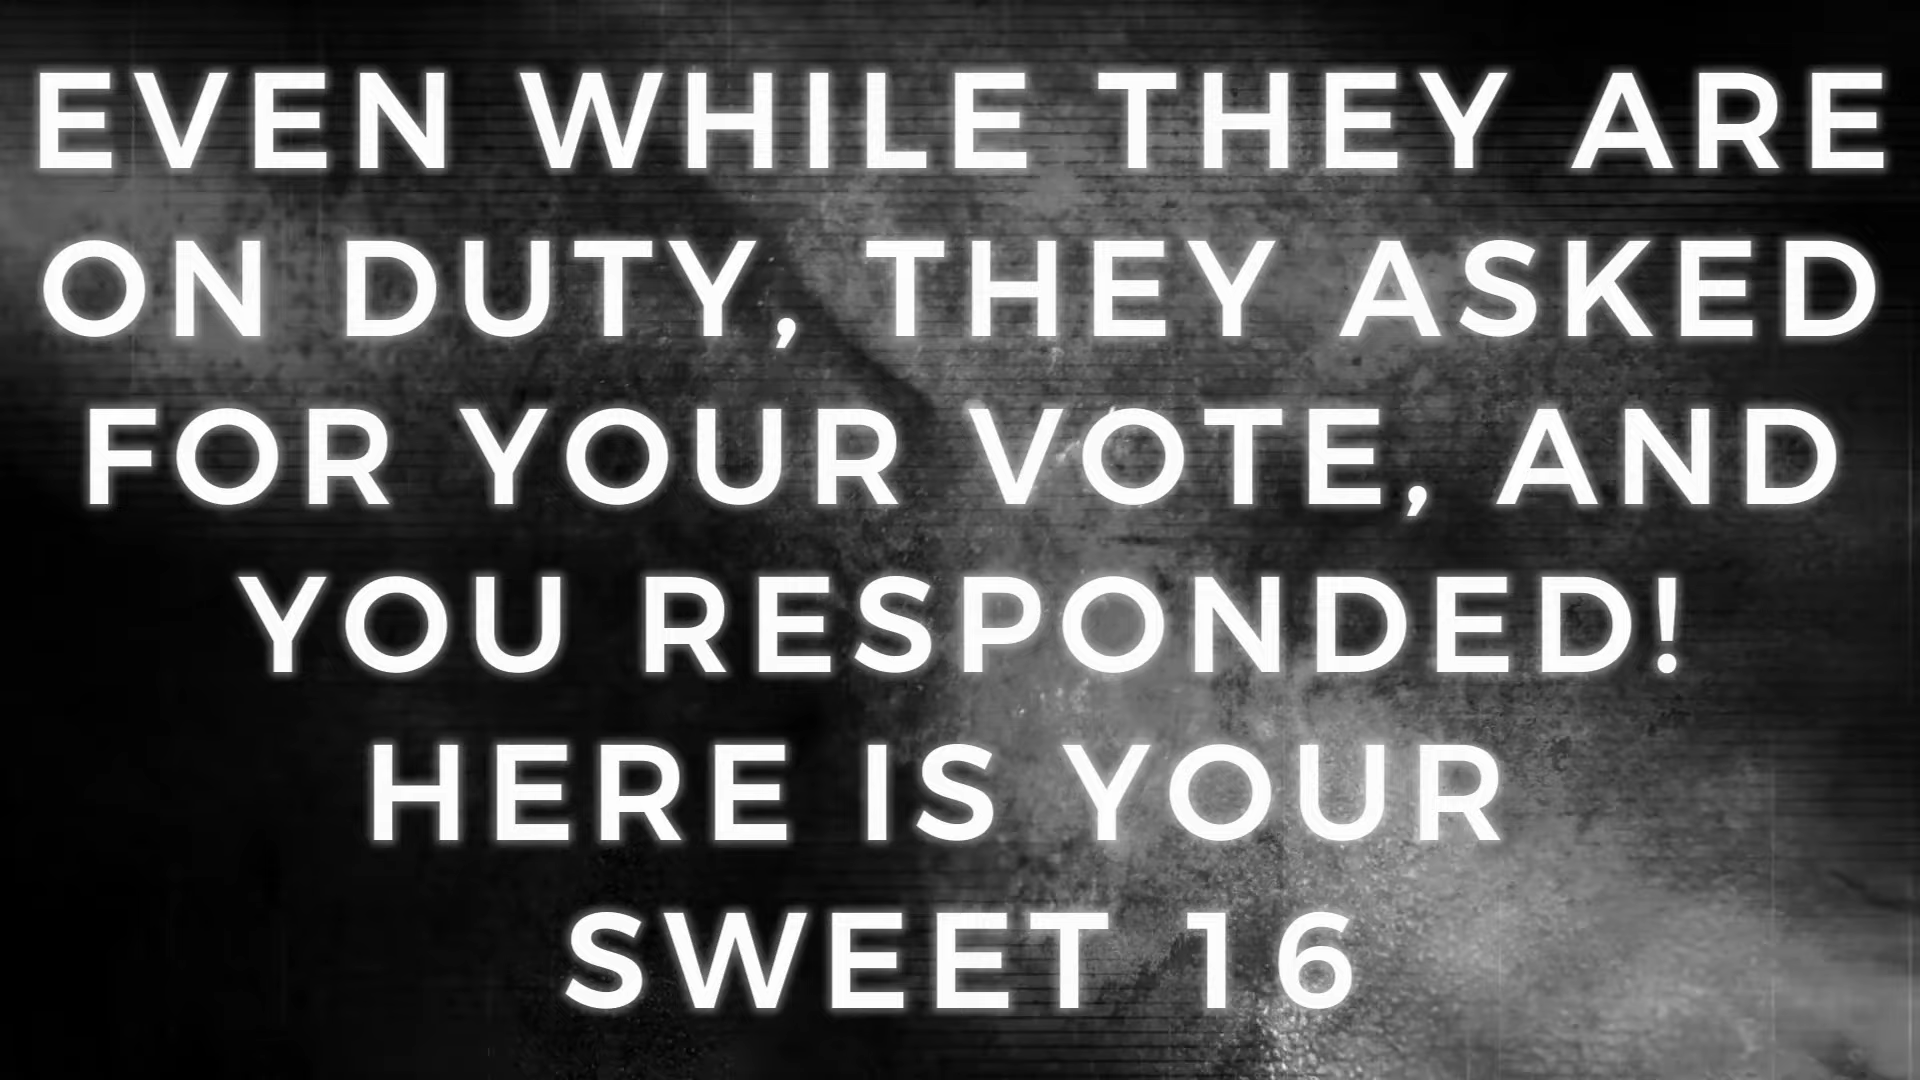 EVEN WHILE THEY ARE
ON DUTY, THEY ASKED
FOR YOUR VOTE, AND
YOU RESPONDED!
HERE IS YOUR
SWEET 16